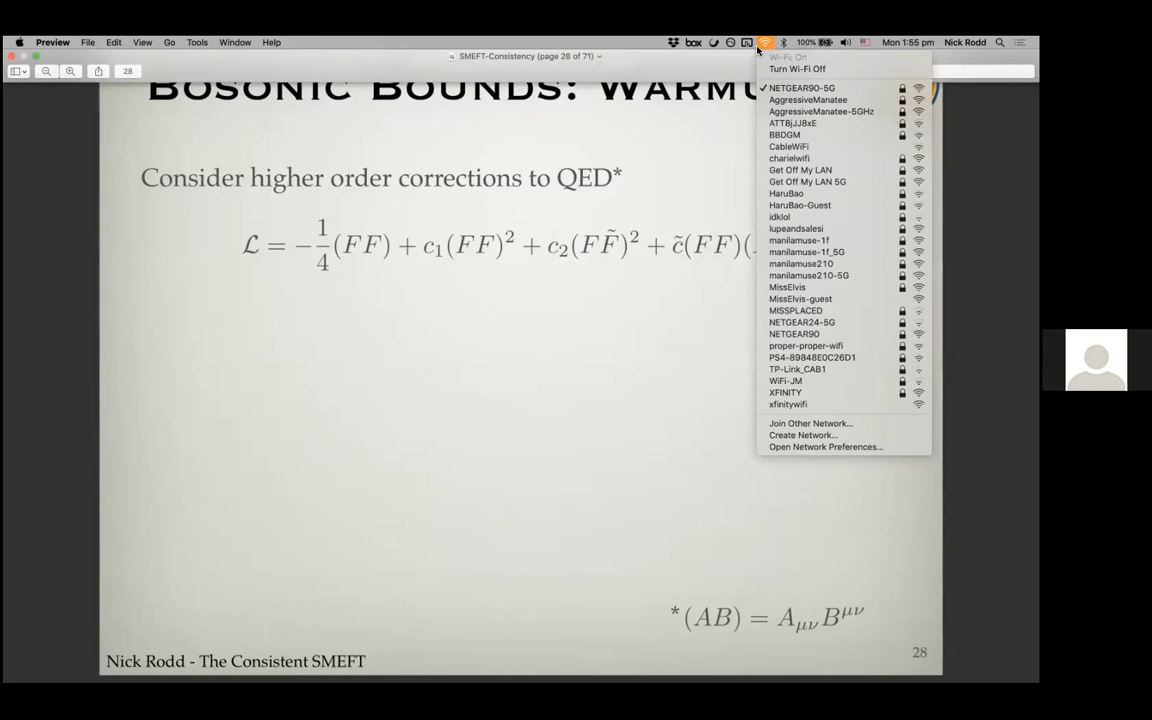 Preview File Edit View Go Tools Window Help box 100% Mon 1:55 pm Nick Rodd
SMEFT-Consistency (page 28 of 71)
28
Wi-Fi: On
Turn Wi-Fi Off
NETGEAR90-5G
AggressiveManatee
AggressiveManatee-5GHz
ATT8jJJ8xE
BBDGM
CableWiFi
charielwifi
Get Off My LAN
Get Off My LAN 5G
HaruBao
HaruBao-Guest
idklol
lupeandsalesi
manilamuse-1f
manilamuse-1f_5G
manilamuse210
manilamuse210-5G
MissElvis
MissElvis-guest
MISSPLACED
NETGEAR24-5G
NETGEAR90
proper-proper-wifi
PS4-89848E0C26D1
TP-Link_CAB1
WiFi-JM
XFINITY
xfinitywifi
Join Other Network...
Create Network...
Open Network Preferences...
BOSONIC BOUNDS:
Consider higher order corrections to QED*
ℒ = −1/4(FF) + c₁(FF)² + c₂(FF̃)² + c̃(FF)(
*(AB) = A_{μν}B^{μν}
Nick Rodd - The Consistent SMEFT
28